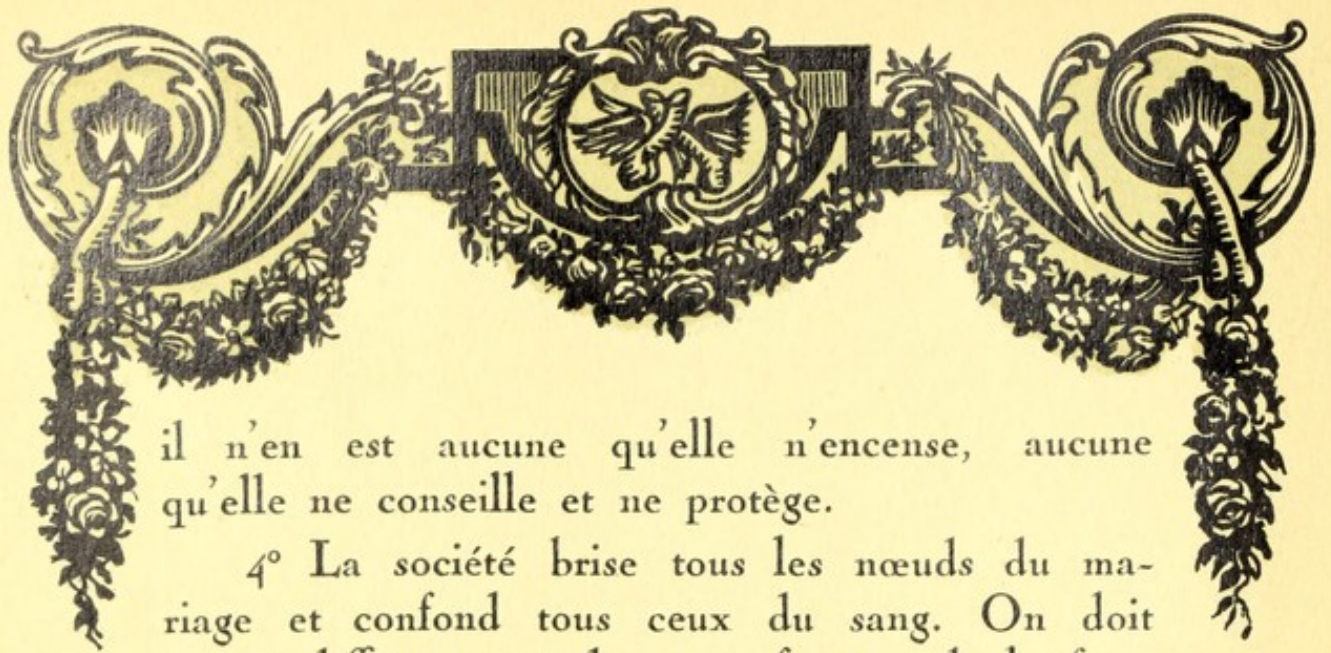 il n'en est aucune qu'elle n'encense, aucune
qu'elle ne conseille et ne protège.
4° La société brise tous les nœuds du ma-
riage et confond tous ceux du sang. On doit